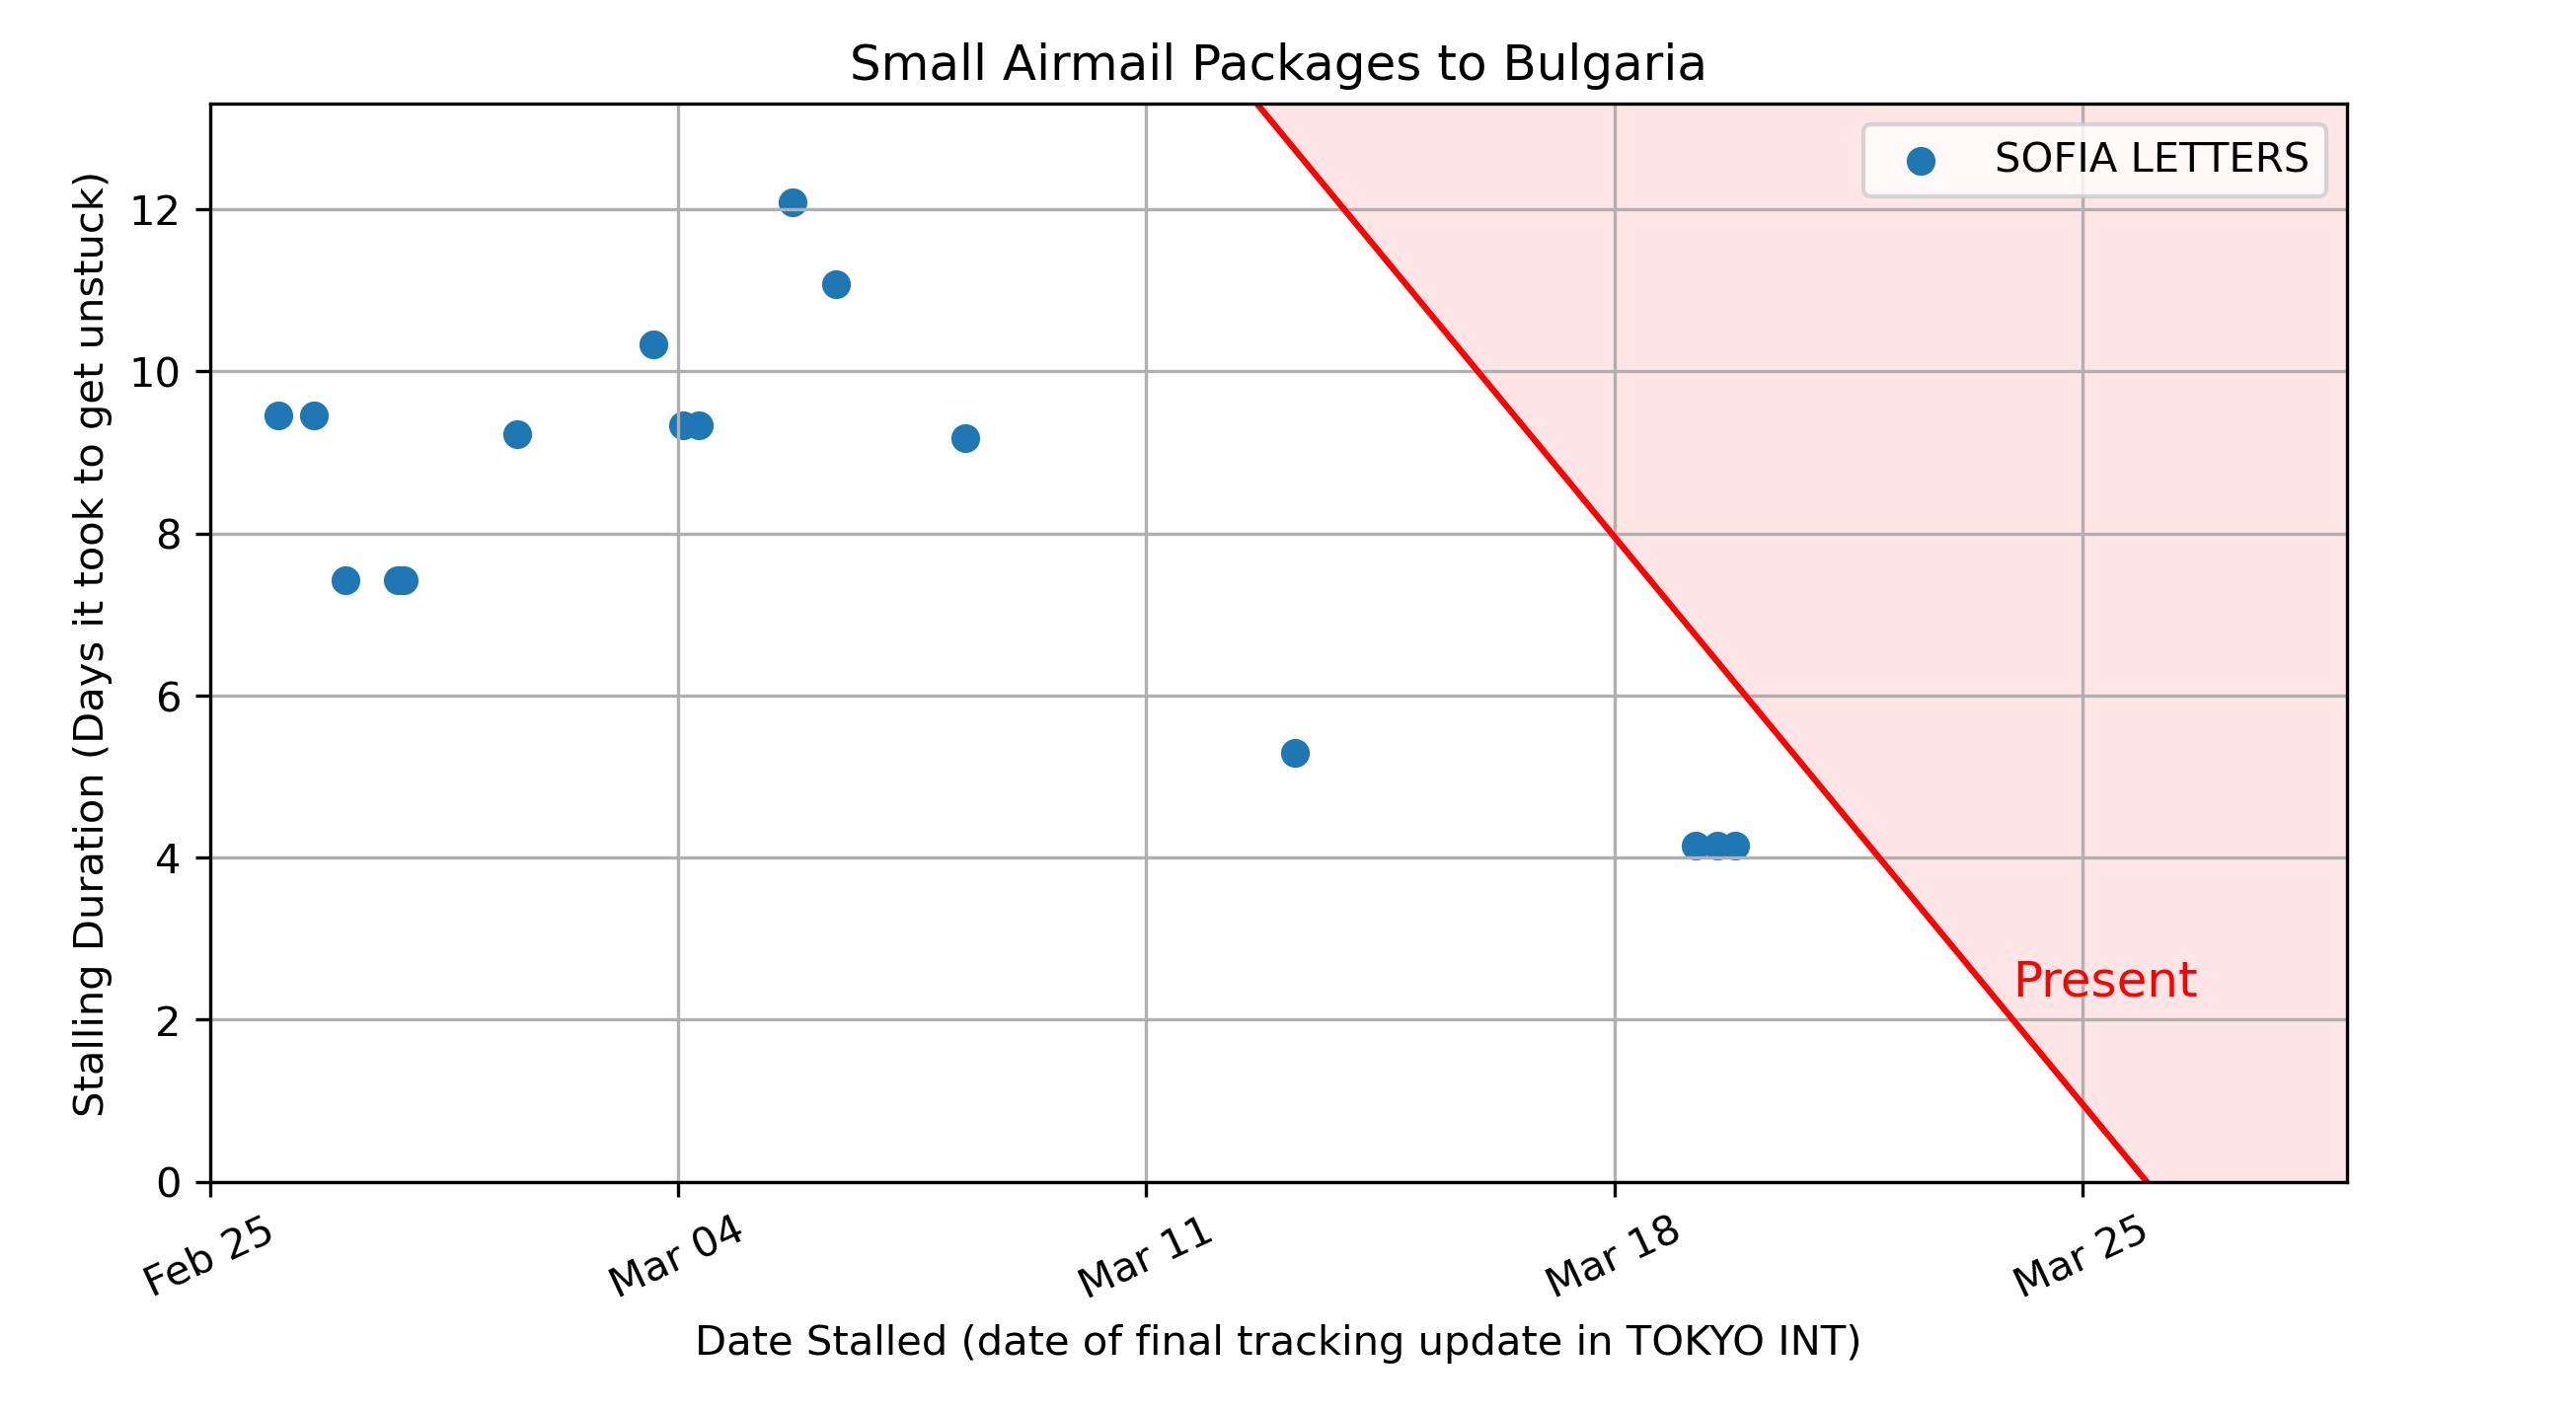 Small Airmail Packages to Bulgaria
SOFIA LETTERS
Stalling Duration (Days it took to get unstuck)
12
10
8
6
4
2
0
Present
Feb 25
Mar 04
Mar 11
Mar 18
Mar 25
Date Stalled (date of final tracking update in TOKYO INT)